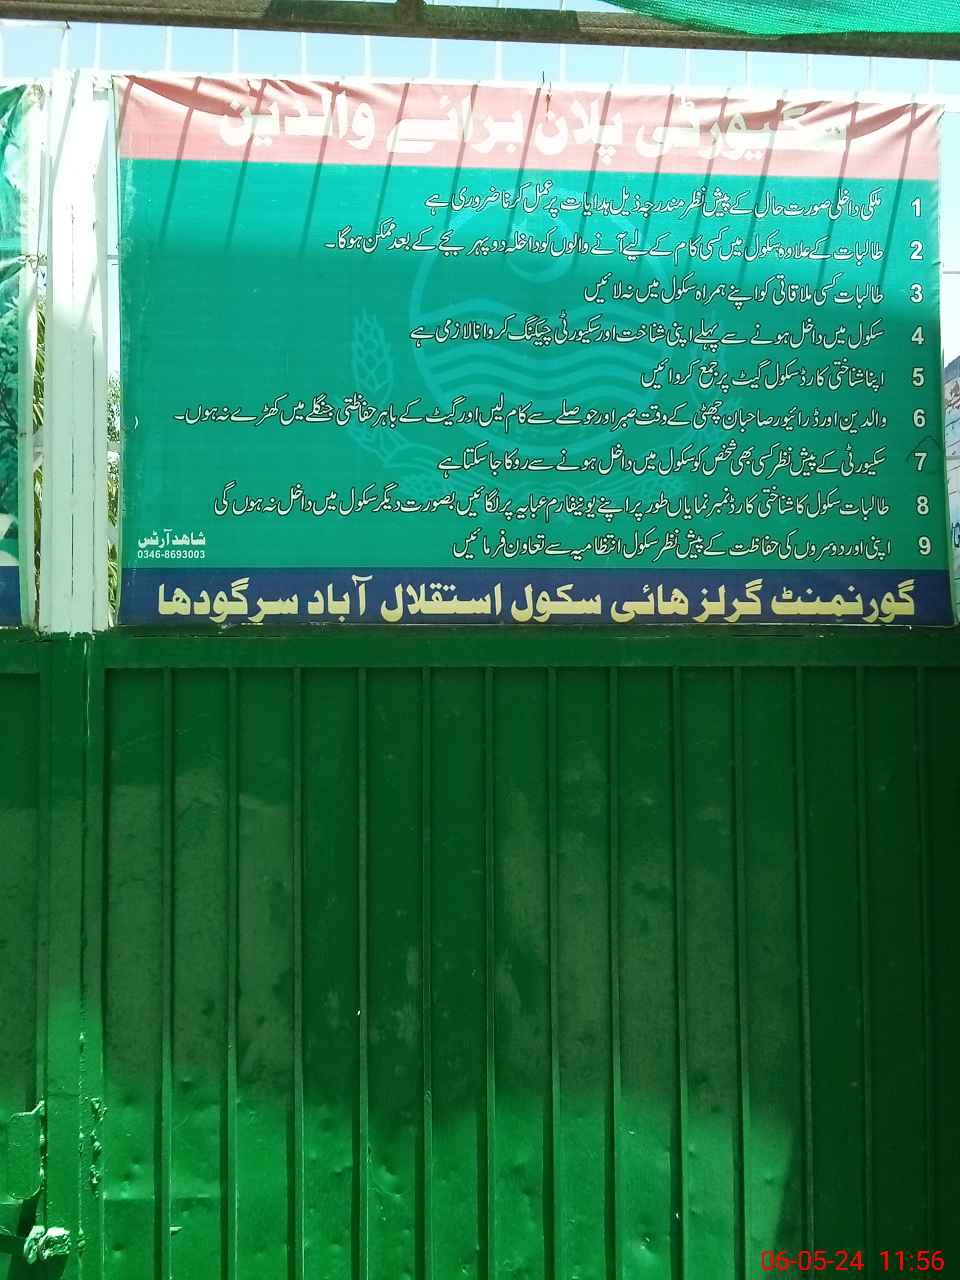 سکیورٹی پلان برائے والدین
1 ملکی داخلی صورت حال کے پیش نظر مندرجہ ذیل ہدایات پر عمل کرنا ضروری ہے
2 طالبات کے علاوہ سکول میں کسی کام کے لیے آنے والوں کو داخلہ دوپہر بجے کے بعد ممکن ہوگا۔
3 طالبات کسی ملاقاتی کو اپنے ہمراہ سکول میں نہ لائیں
4 سکول میں داخل ہونے سے پہلے اپنی شناخت اور سکیورٹی چیکنگ کروانا لازمی ہے
5 اپنا شناختی کارڈ سکول گیٹ پر جمع کروائیں
6 والدین اور ڈرائیور صاحبان چھٹی کے وقت صبر اور حوصلے سے کام لیں اور گیٹ کے باہر حفاظتی جنگلے میں کھڑے نہ ہوں۔
7 سکیورٹی کے پیش نظر کسی بھی شخص کو سکول میں داخل ہونے سے روکا جا سکتا ہے
8 طالبات سکول کا شناختی کارڈ نمبر نمایاں طور پر اپنے یونیفارم عبایہ پر لگائیں بصورت دیگر سکول میں داخل نہ ہوں گی
9 اپنی اور دوسروں کی حفاظت کے پیش نظر سکول انتظامیہ سے تعاون فرمائیں
شاھد آرٹس
0346-8693003
گورنمنٹ گرلز ھائی سکول استقلال آباد سرگودھا
06-05-24 11:56